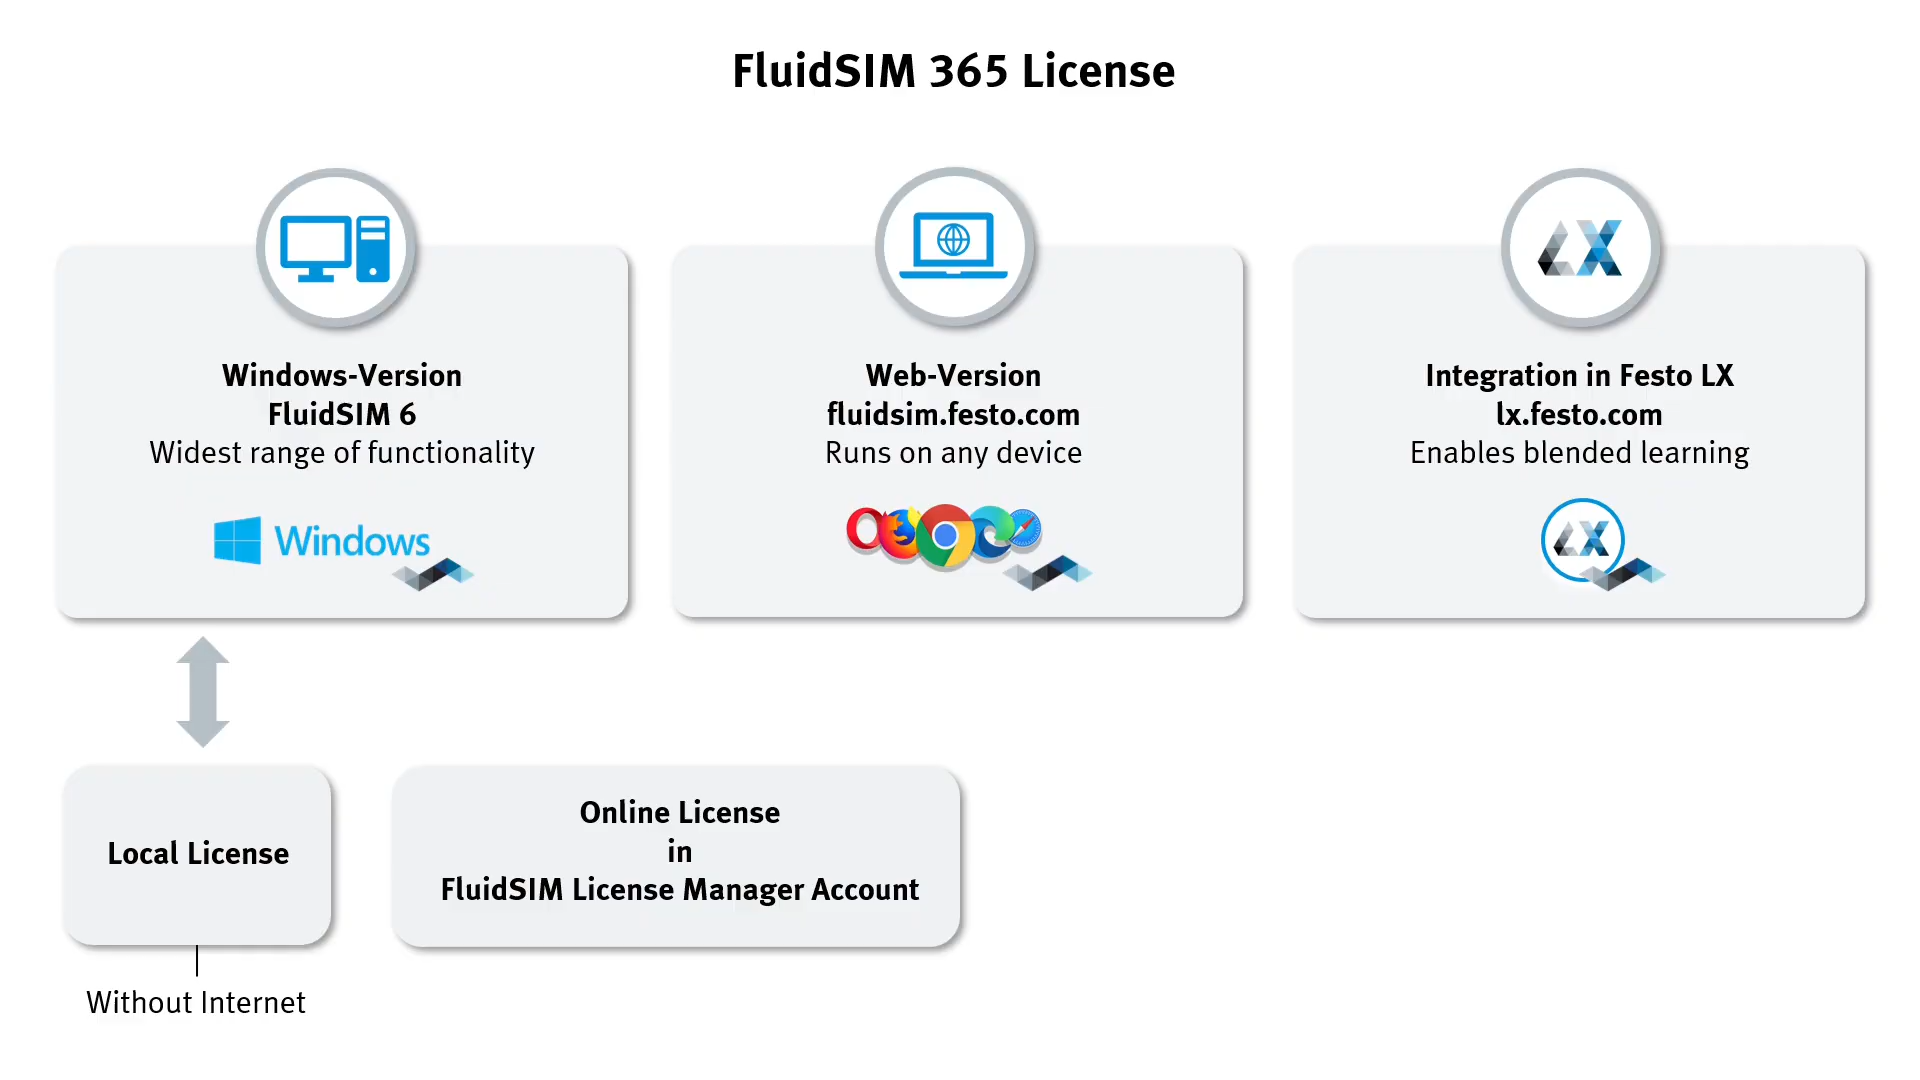 FluidSIM 365 License
Windows-Version
FluidSIM 6
Widest range of functionality
Windows
Web-Version
fluidsim.festo.com
Runs on any device
LX
Integration in Festo LX
lx.festo.com
Enables blended learning
LX
Local License
Without Internet
Online License
in
FluidSIM License Manager Account